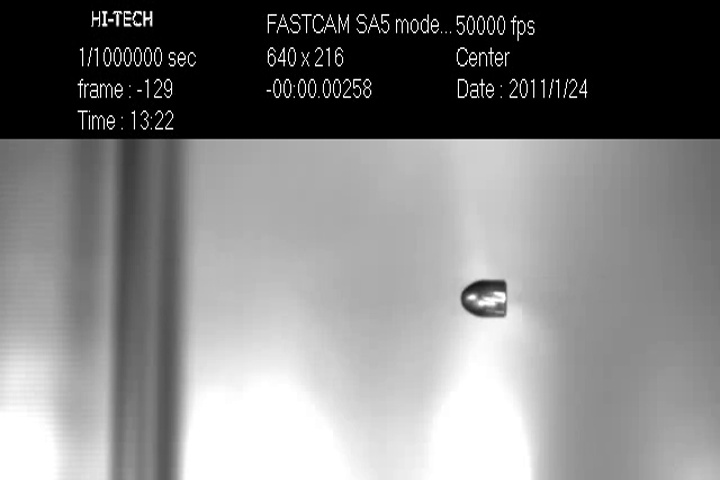 HI-TECH FASTCAM SA5 mode... 50000 fps
1/1000000 sec 640 x 216 Center
frame : -129 -00:00.00258 Date : 2011/1/24
Time : 13:22